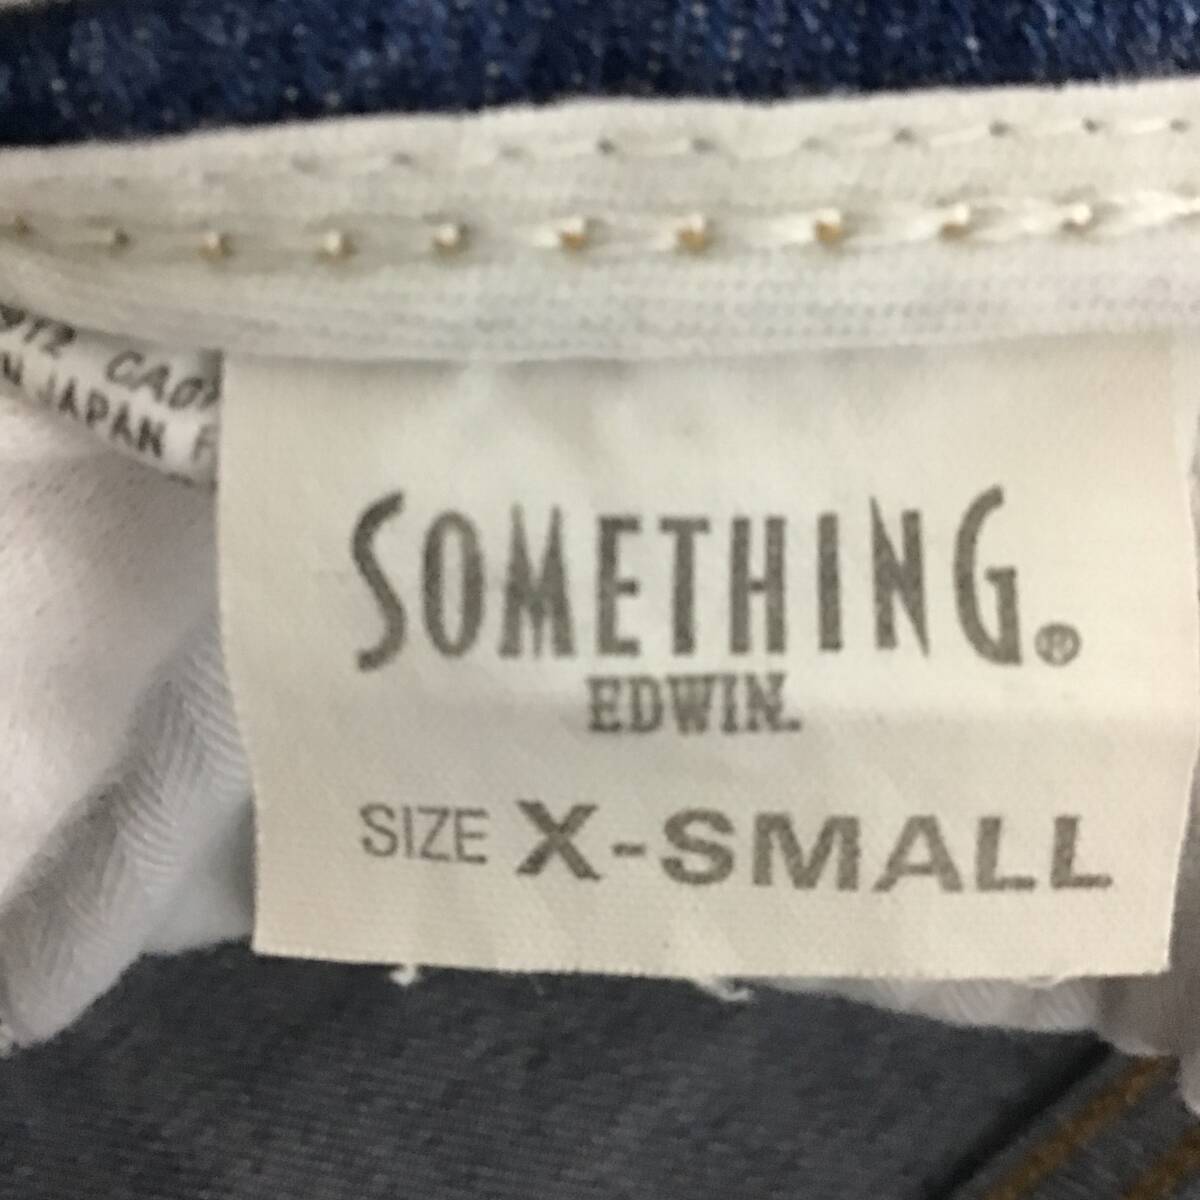 JAPAN
SOMETHING.®
EDWIN.
SIZE X-SMALL